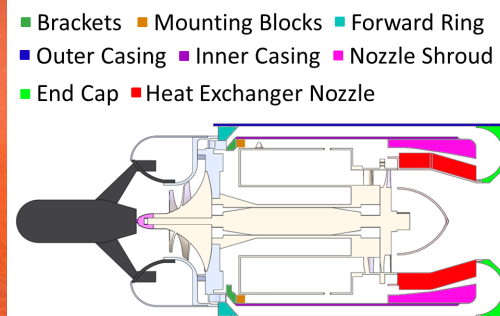 Brackets Mounting Blocks Forward Ring
Outer Casing Inner Casing Nozzle Shroud
End Cap Heat Exchanger Nozzle